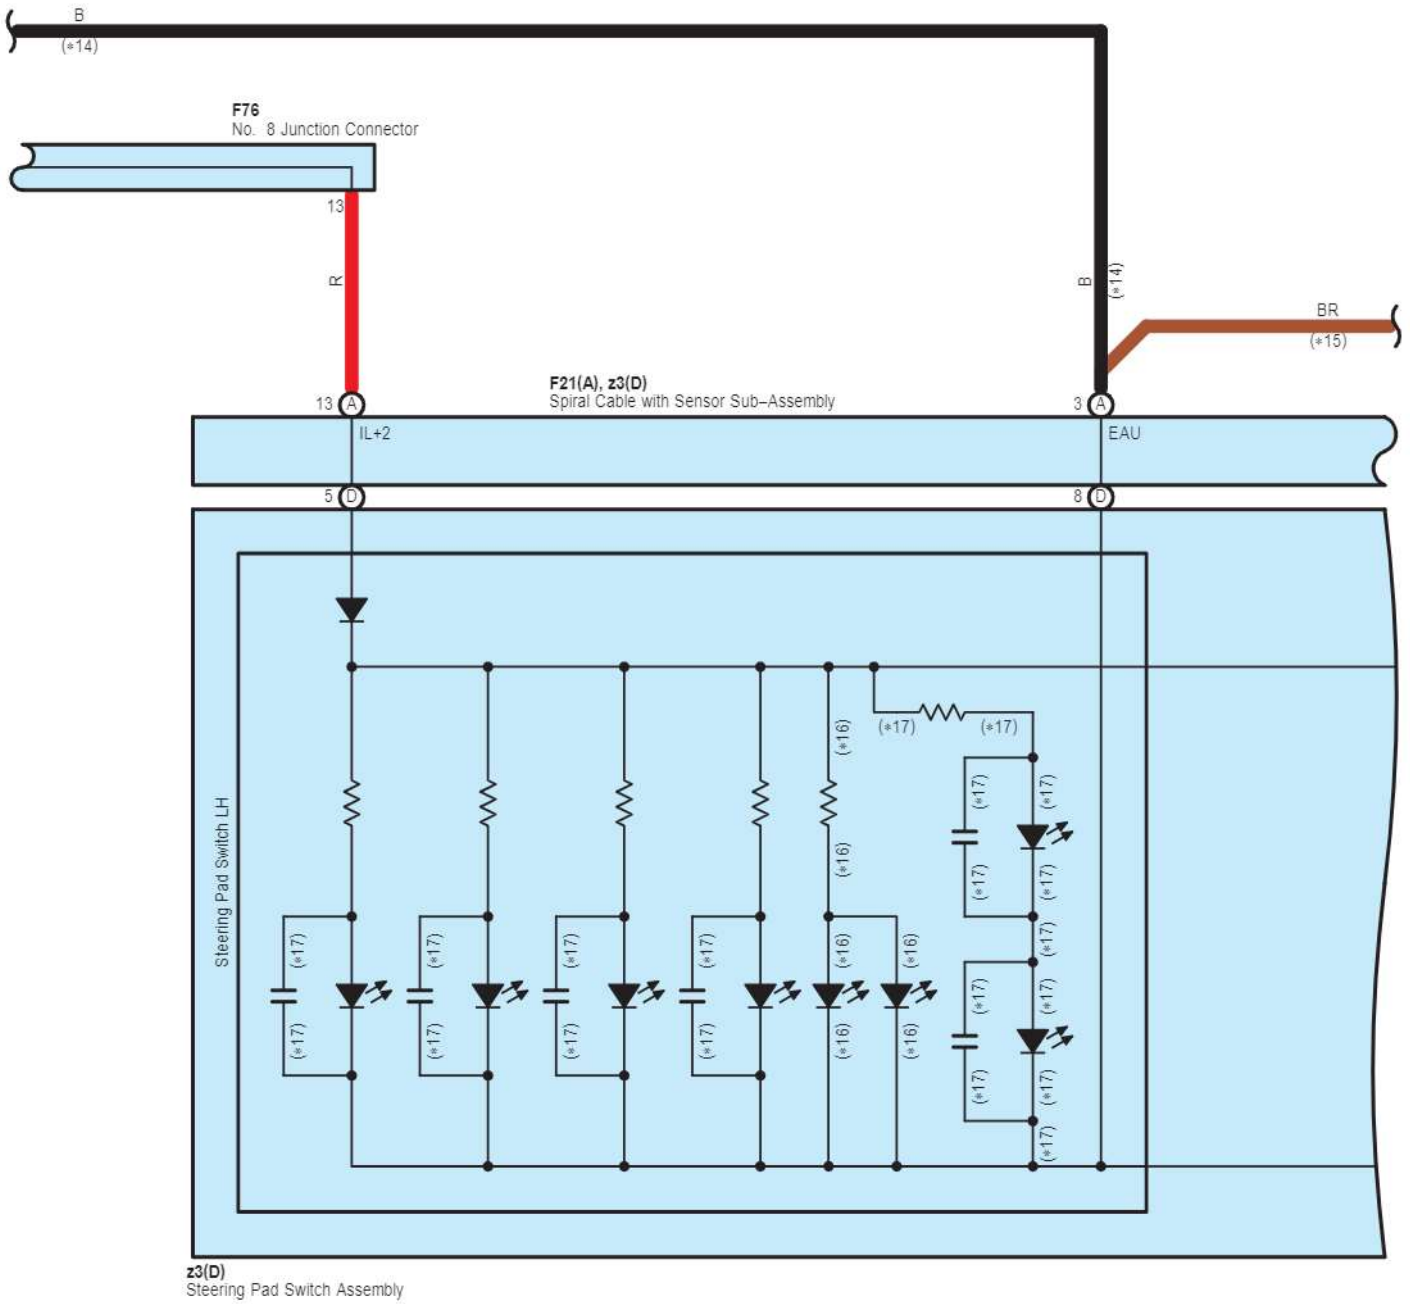 B
(*14)
F76
No. 8 Junction Connector
13
R
B
(*14)
BR
(*15)
F21(A), z3(D)
Spiral Cable with Sensor Sub-Assembly
13 A
3 A
IL+2
EAU
5 D
8 D
Steering Pad Switch LH
(*17)
(*17)
(*16)
(*17)
(*17)
(*16)
(*17)
(*17)
(*17)
(*17)
(*17)
(*17)
(*17)
(*16)
(*16)
(*17)
(*17)
(*17)
(*17)
(*17)
(*17)
(*16)
(*16)
(*17)
(*17)
(*17)
z3(D)
Steering Pad Switch Assembly